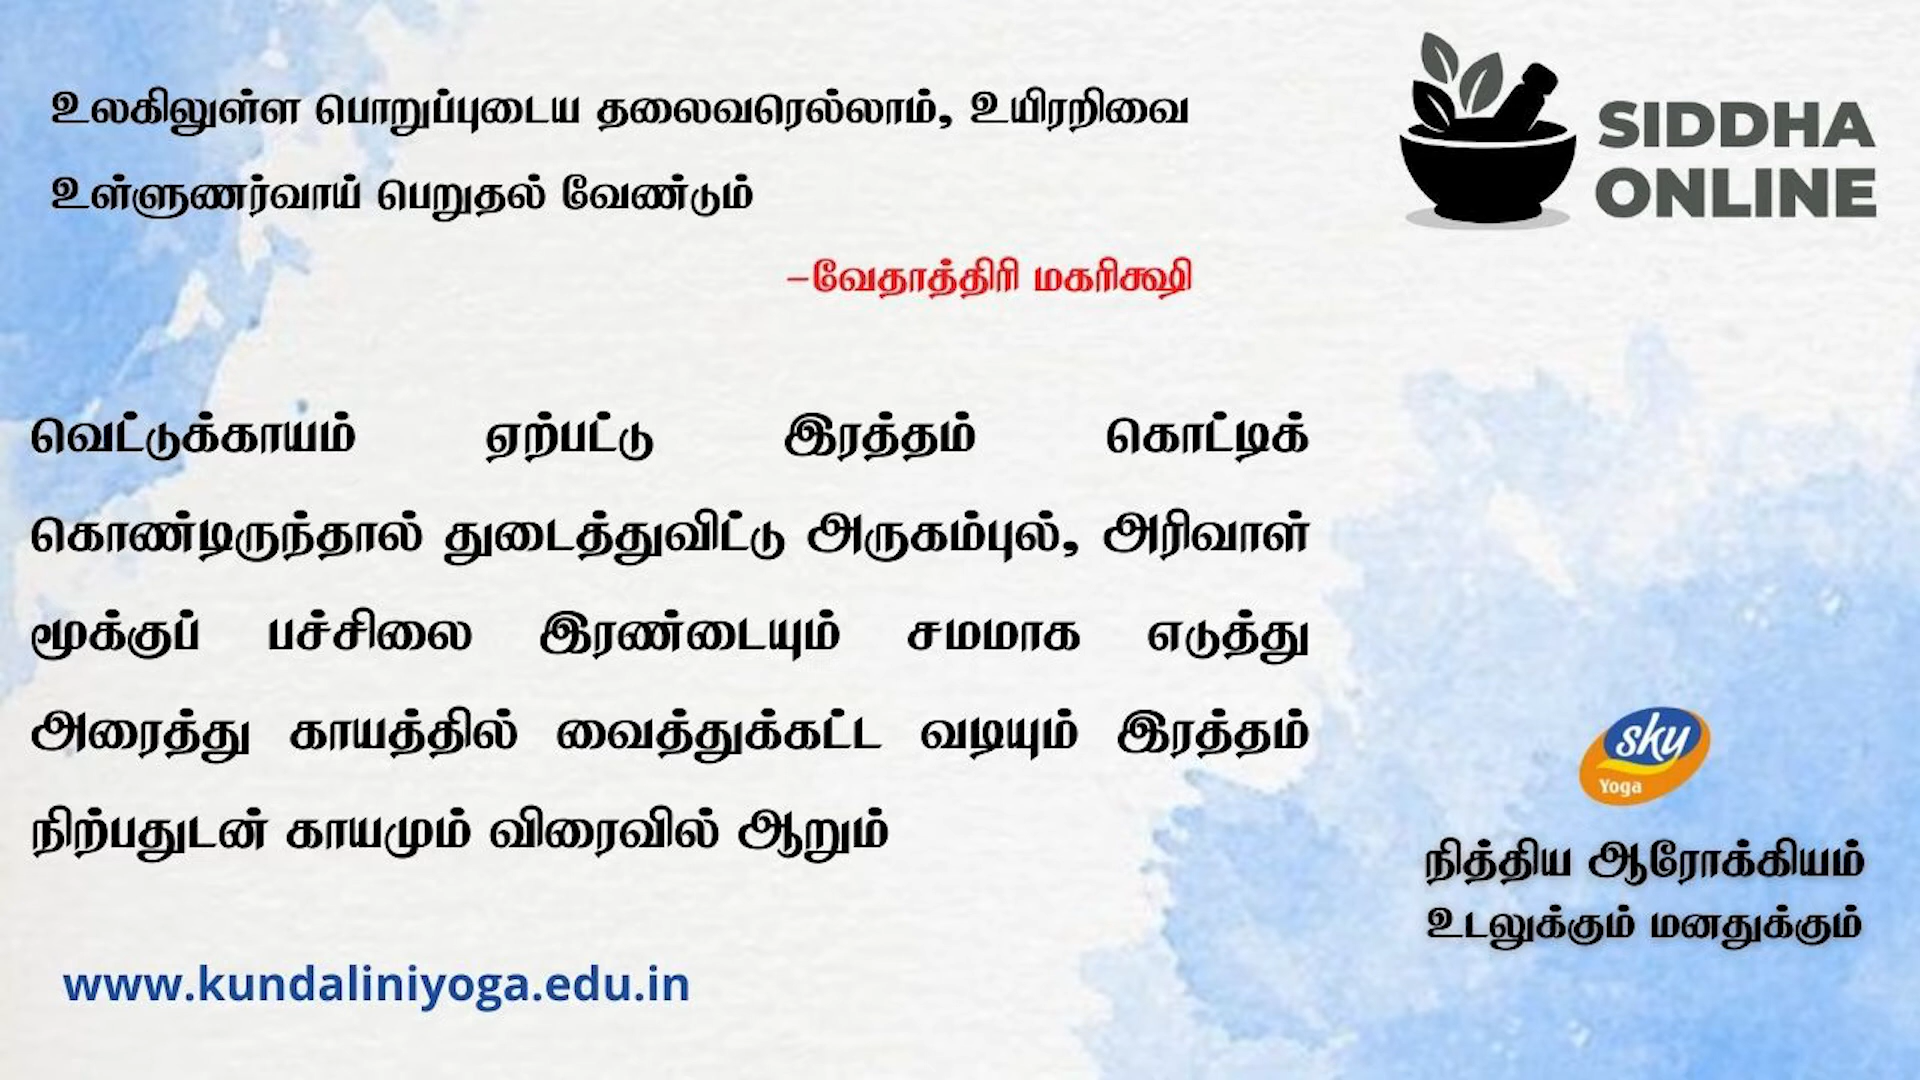 உலகிலுள்ள பொறுப்புடைய தலைவரெல்லாம், உயிரறிவை
உள்ளுணர்வாய் பெறுதல் வேண்டும்
-வேதாத்திரி மகரிஷி
SIDDHA
ONLINE
வெட்டுக்காயம் ஏற்பட்டு இரத்தம் கொட்டிக்
கொண்டிருந்தால் துடைத்துவிட்டு அருகம்புல், அரிவாள்
மூக்குப் பச்சிலை இரண்டையும் சமமாக எடுத்து
அரைத்து காயத்தில் வைத்துக்கட்ட வடியும் இரத்தம்
நிற்பதுடன் காயமும் விரைவில் ஆறும்
sky
Yoga
நித்திய ஆரோக்கியம்
உடலுக்கும் மனதுக்கும்
www.kundaliniyoga.edu.in